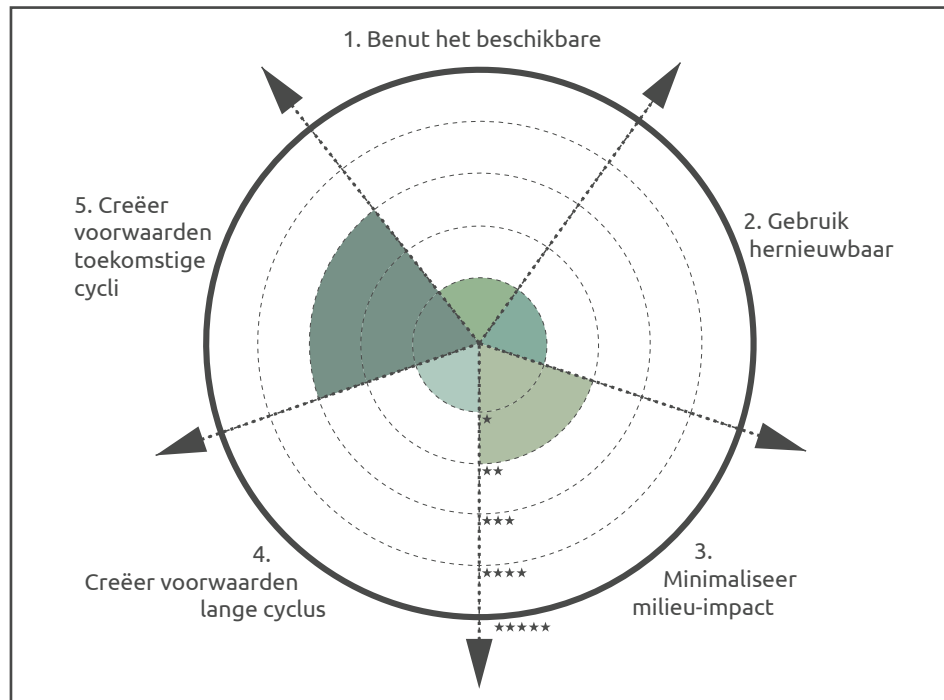 1. Benut het beschikbare
2. Gebruik
hernieuwbaar
5. Creëer
voorwaarden
toekomstige
cycli
★
★★
★★★
★★★★
★★★★★
3.
Minimaliseer
milieu-impact
4.
Creëer voorwaarden
lange cyclus